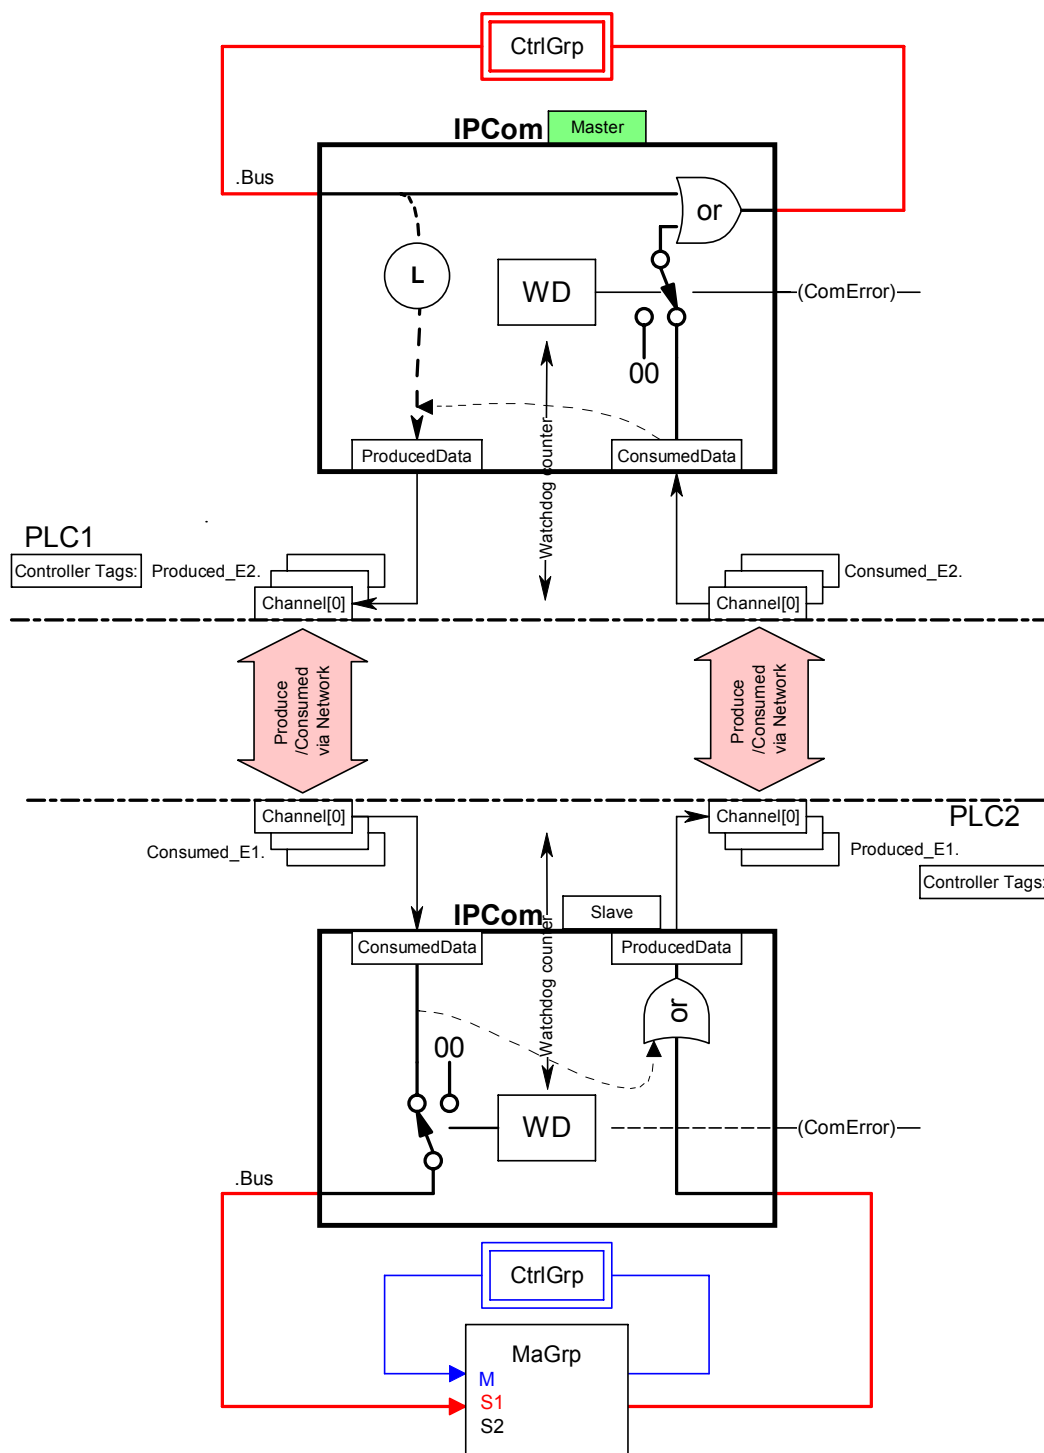 CtrlGrp
IPCom
Master
.Bus
or
L
WD
(ComError)
00
ProducedData
ConsumedData
Watchdog counter
PLC1
Controller Tags:
Produced_E2.
Channel[0]
Consumed_E2.
Channel[0]
Produce
/Consumed
via Network
Produce
/Consumed
via Network
Channel[0]
Consumed_E1.
Channel[0]
Produced_E1.
PLC2
Controller Tags:
IPCom
Slave
ConsumedData
ProducedData
Watchdog counter
or
00
WD
(ComError)
.Bus
CtrlGrp
MaGrp
M
S1
S2